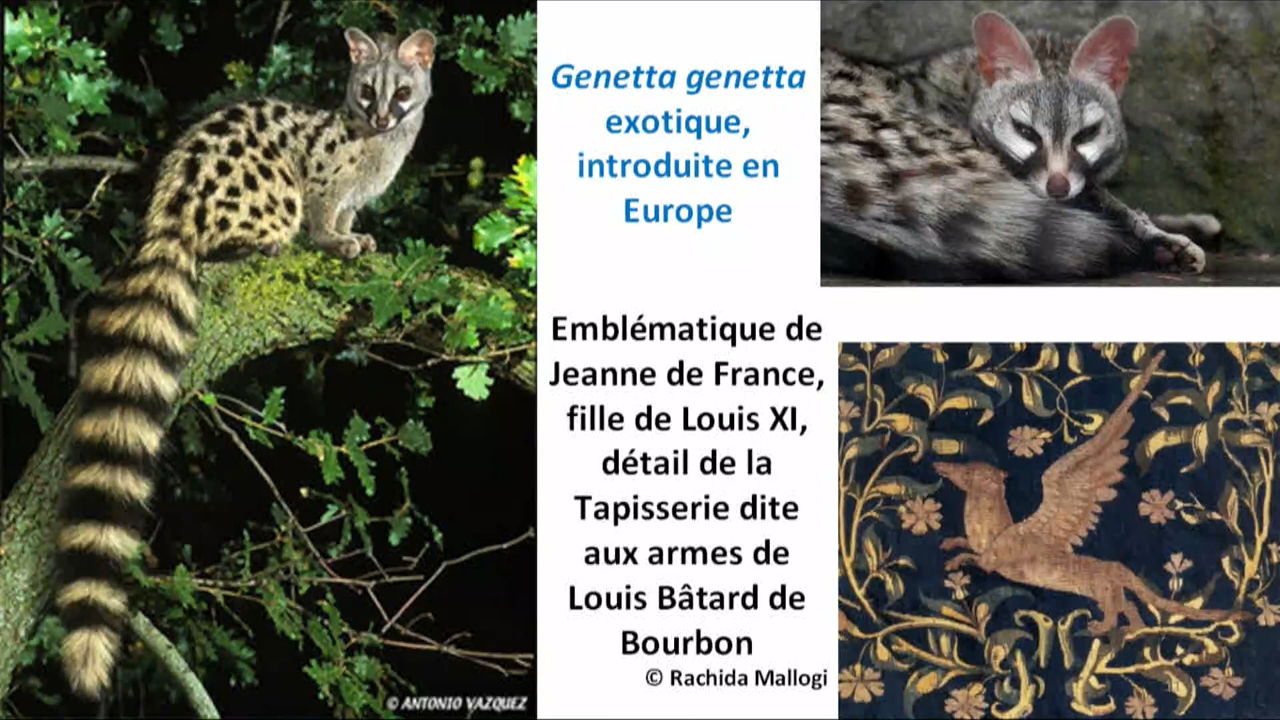 Genetta genetta
exotique,
introduite en
Europe
Emblématique de
Jeanne de France,
fille de Louis XI,
détail de la
Tapisserie dite
aux armes de
Louis Bâtard de
Bourbon
© Rachida Mallogi
© ANTONIO VAZQUEZ